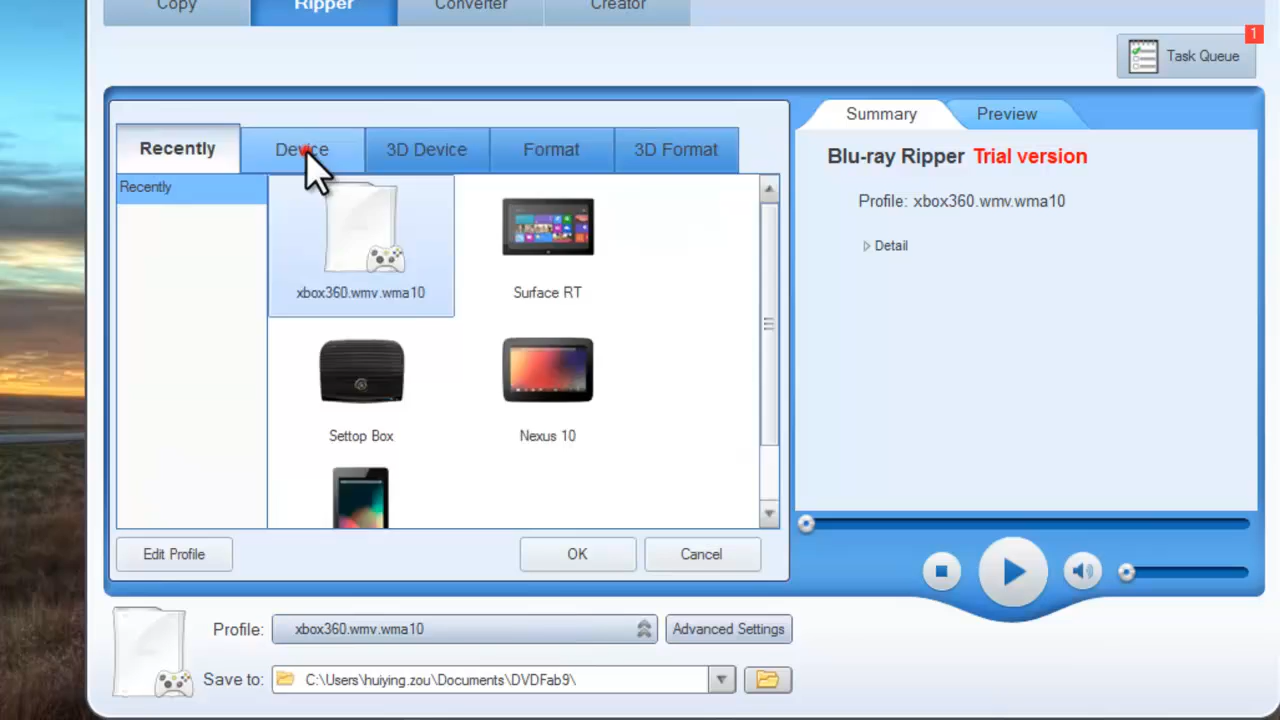 Copy
Ripper
Converter
Creator
1
Task Queue
Recently
Device
3D Device
Format
3D Format
Summary
Preview
Recently
Blu-ray Ripper Trial version
Profile: xbox360.wmv.wma10
Detail
xbox360.wmv.wma10
Surface RT
Settop Box
Nexus 10
Edit Profile
OK
Cancel
Profile:
xbox360.wmv.wma10
Advanced Settings
Save to:
C:\Users\huiying.zou\Documents\DVDFab9\